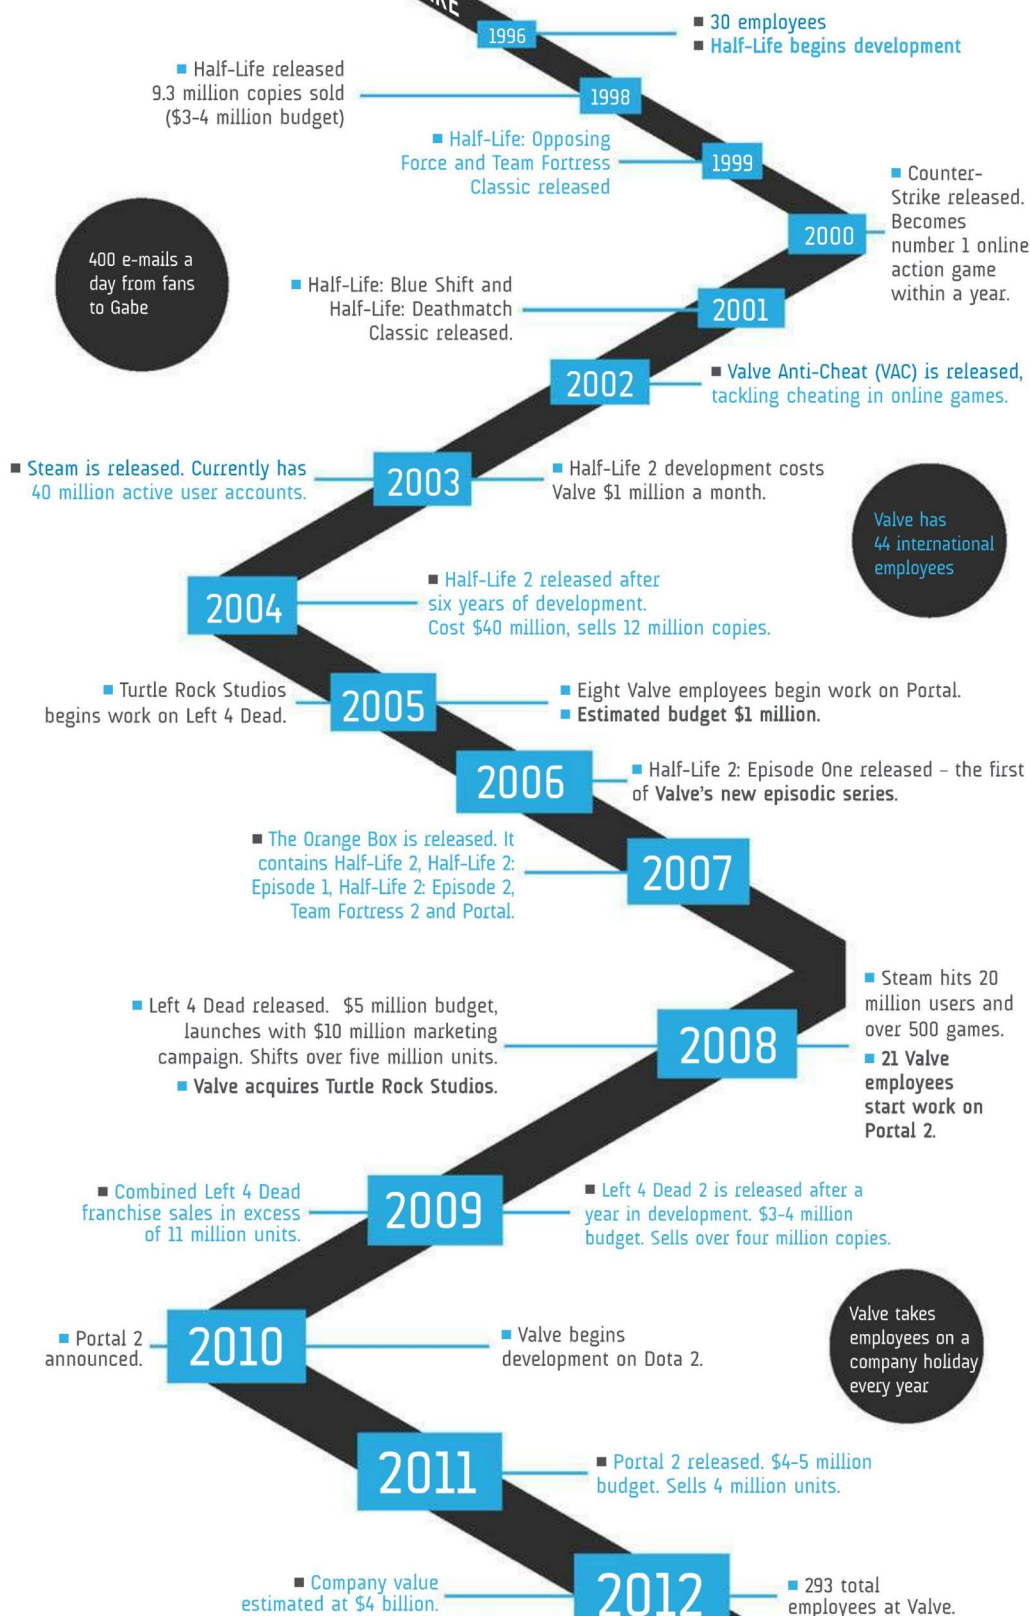 1996
■ 30 employees
■ Half-Life begins development
■ Half-Life released
9.3 million copies sold
($3-4 million budget)
1998
■ Half-Life: Opposing
Force and Team Fortress
Classic released
1999
■ Counter-
Strike released.
Becomes
number 1 online
action game
within a year.
2000
400 e-mails a
day from fans
to Gabe
■ Half-Life: Blue Shift and
Half-Life: Deathmatch
Classic released.
2001
2002
■ Valve Anti-Cheat (VAC) is released,
tackling cheating in online games.
■ Steam is released. Currently has
40 million active user accounts.
2003
■ Half-Life 2 development costs
Valve $1 million a month.
Valve has
44 international
employees
2004
■ Half-Life 2 released after
six years of development.
Cost $40 million, sells 12 million copies.
■ Turtle Rock Studios
begins work on Left 4 Dead.
2005
■ Eight Valve employees begin work on Portal.
■ Estimated budget $1 million.
2006
■ Half-Life 2: Episode One released – the first
of Valve's new episodic series.
■ The Orange Box is released. It
contains Half-Life 2, Half-Life 2:
Episode 1, Half-Life 2: Episode 2,
Team Fortress 2 and Portal.
2007
■ Left 4 Dead released. $5 million budget,
launches with $10 million marketing
campaign. Shifts over five million units.
■ Valve acquires Turtle Rock Studios.
2008
■ Steam hits 20
million users and
over 500 games.
■ 21 Valve
employees
start work on
Portal 2.
■ Combined Left 4 Dead
franchise sales in excess
of 11 million units.
2009
■ Left 4 Dead 2 is released after a
year in development. $3-4 million
budget. Sells over four million copies.
■ Portal 2
announced.
2010
■ Valve begins
development on Dota 2.
Valve takes
employees on a
company holiday
every year
2011
■ Portal 2 released. $4-5 million
budget. Sells 4 million units.
■ Company value
estimated at $4 billion.
2012
■ 293 total
employees at Valve.